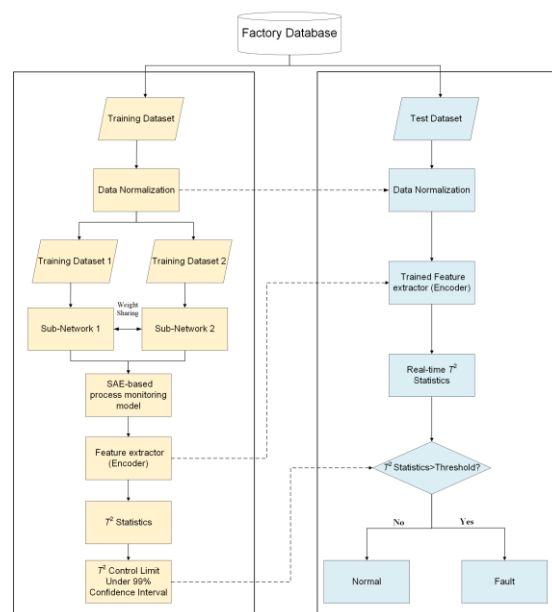 Factory Database
Training Dataset
Data Normalization
Training Dataset 1
Training Dataset 2
Weight
Sharing
Sub-Network 1
Sub-Network 2
SAE-based
process monitoring
model
Feature extractor
(Encoder)
T² Statistics
T² Control Limit
Under 99%
Confidence Interval
Test Dataset
Data Normalization
Trained Feature
extractor (Encoder)
Real-time T²
Statistics
T² Statistics>Threshold?
No
Yes
Normal
Fault